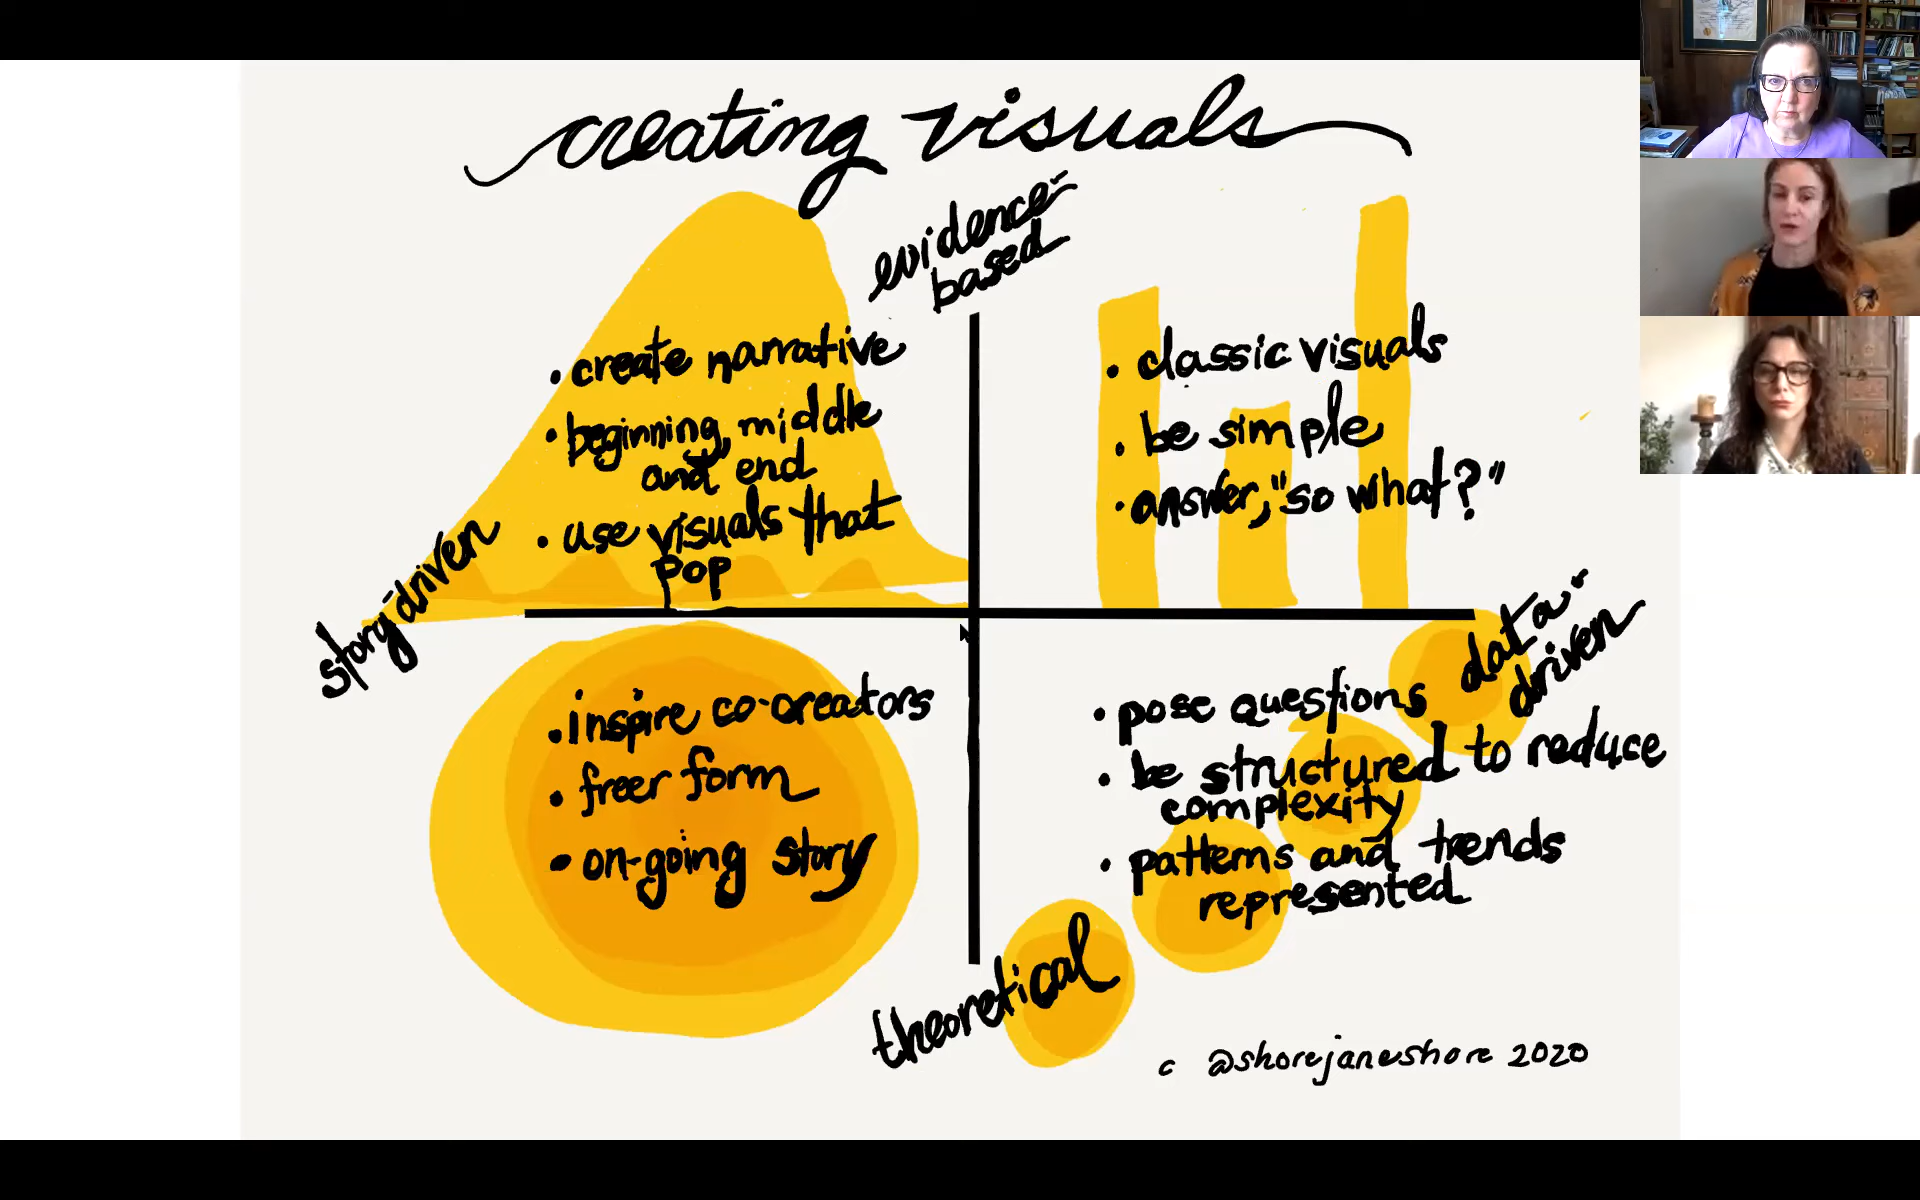 creating visuals
evidence-
based
• create narrative
• beginning, middle
and end
• use visuals that
pop
• classic visuals
• be simple
• answer, "so what?"
story-driven
data-
driven
• inspire co-creators
• freer form
• on-going story
• pose questions
• be structured to reduce
complexity
• patterns and trends
represented
theoretical
c @shorejaneshore 2020